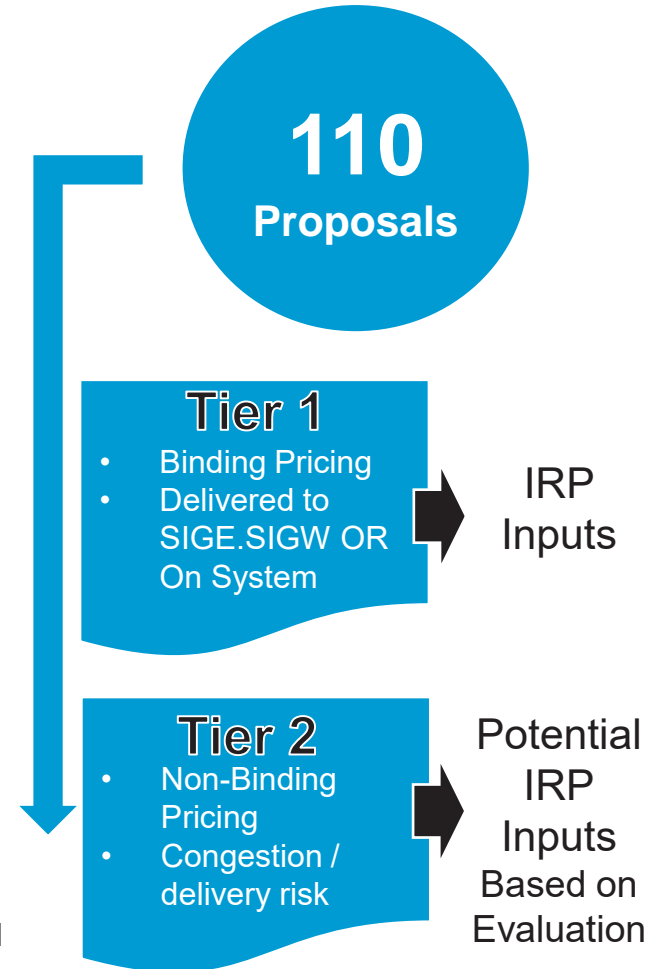 110
Proposals
Tier 1
• Binding Pricing
• Delivered to
SIGE.SIGW OR
On System
IRP
Inputs
Tier 2
• Non-Binding
Pricing
• Congestion /
delivery risk
Potential
IRP
Inputs
Based on
Evaluation